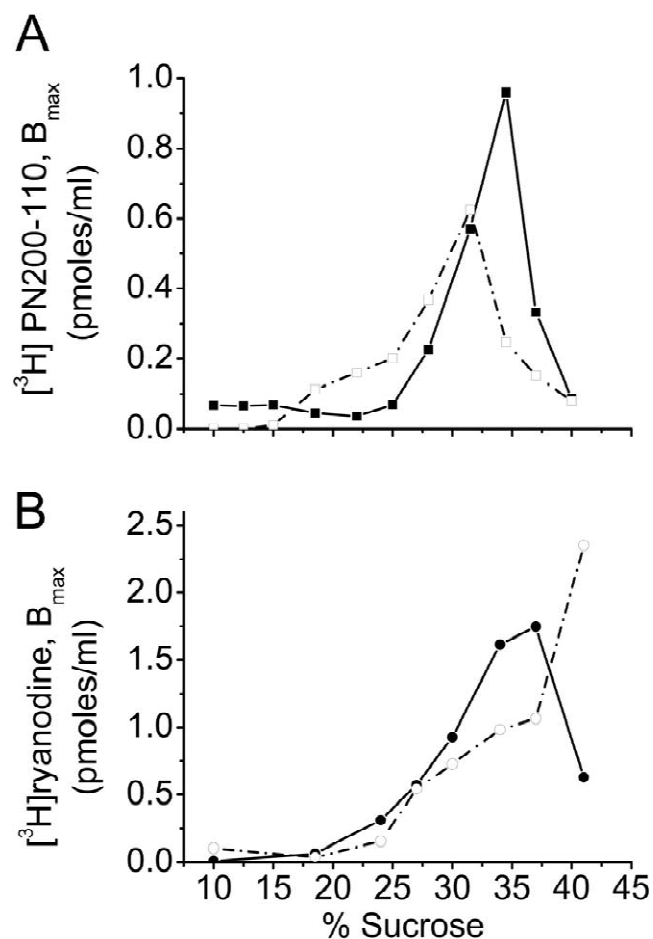 A
[³H] PN200-110, Bmax
(pmoles/ml)
1.0
0.8
0.6
0.4
0.2
0.0
B
[³H]ryanodine, Bmax
(pmoles/ml)
2.5
2.0
1.5
1.0
0.5
0.0
10 15 20 25 30 35 40 45
% Sucrose